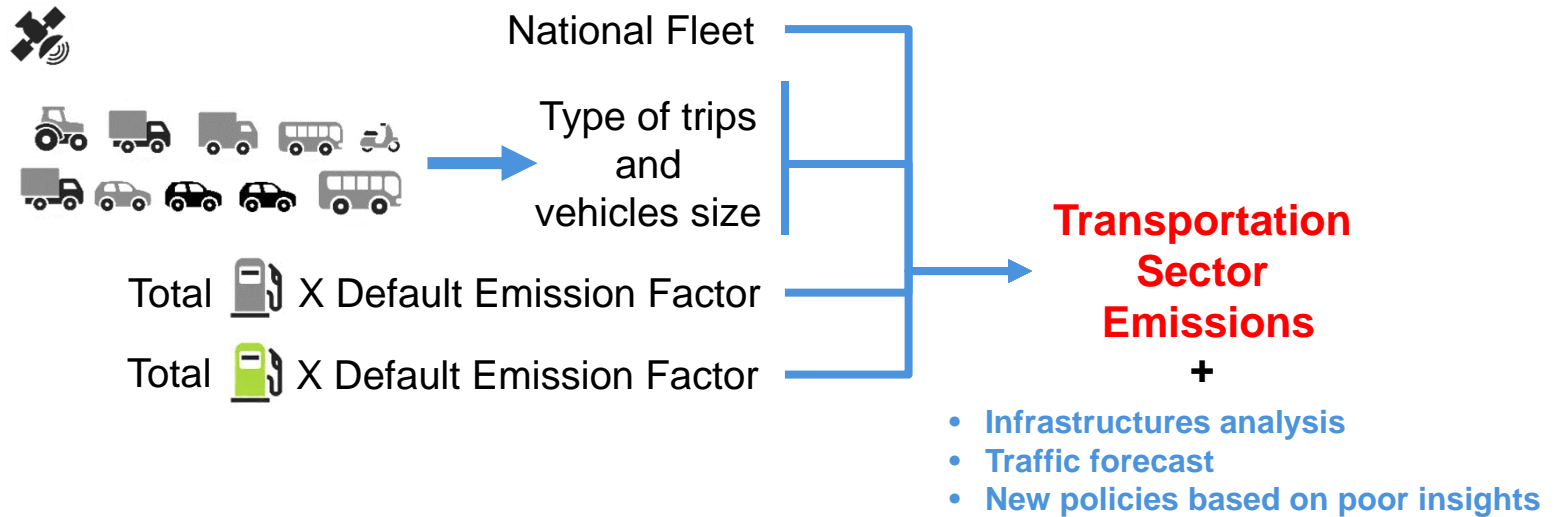 National Fleet
Type of trips
and
vehicles size
Total X Default Emission Factor
Total X Default Emission Factor
Transportation
Sector
Emissions
+
• Infrastructures analysis
• Traffic forecast
• New policies based on poor insights